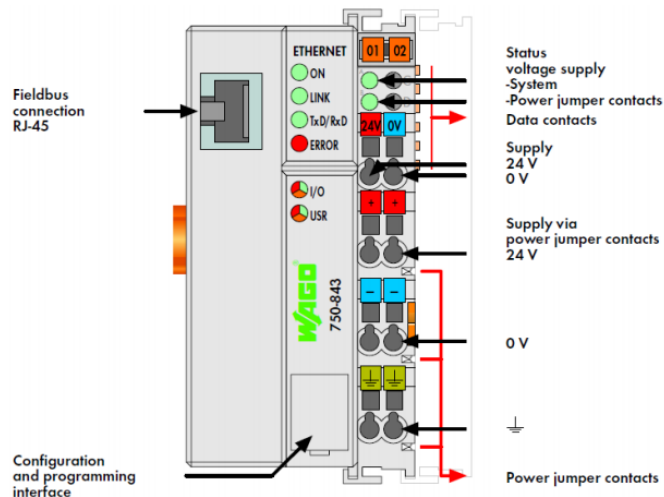 Fieldbus
connection
RJ-45
Configuration
and programming
interface
ETHERNET
ON
LINK
TxD/RxD
ERROR
I/O
USR
WAGO
750-843
01 02
24V 0V
+ +
− −
Status
voltage supply
-System
-Power jumper contacts
Data contacts
Supply
24 V
0 V
Supply via
power jumper contacts
24 V
0 V
Power jumper contacts